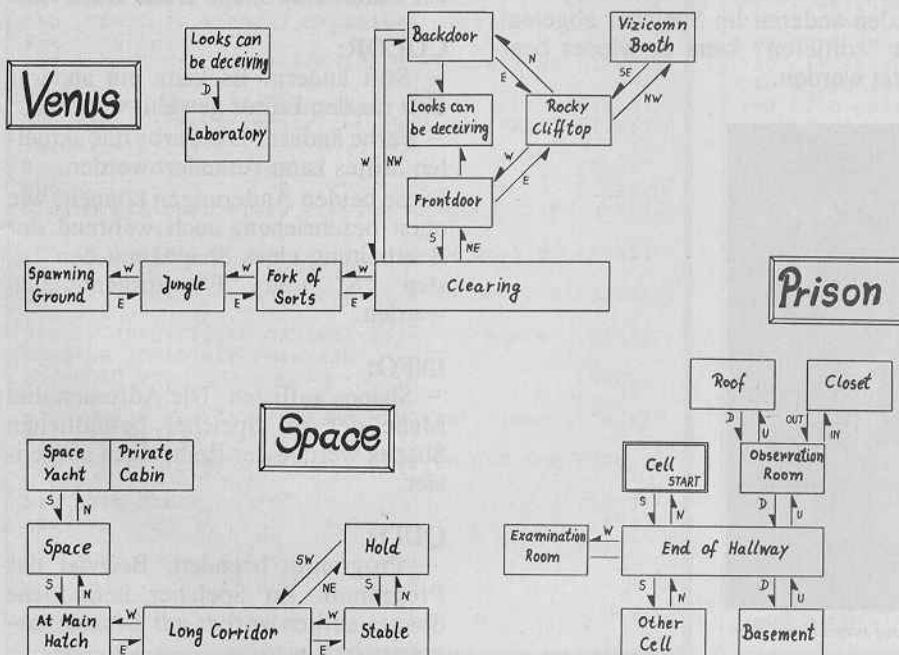 den anderen im
kann
werden.
Venus
Looks can
be deceiving
D
Laboratory
Backdoor
N
E
Vizicomn
Booth
SE
NW
Looks can
be deceiving
Rocky
Clifftop
W
NW
W
E
Frontdoor
S
NE
Spawning
Ground
W
E
Jungle
W
E
Fork of
Sorts
W
E
Clearing
Prison
INFO:
Space
Space
Yacht
Private
Cabin
S
N
Space
S
N
At Main
Hatch
W
E
Long Corridor
SW
NE
Hold
S
N
W
E
Stable
Roof
D
U
Closet
OUT
IN
Cell
START
S
N
Observation
Room
D
U
Examination
Room
W
End of Hallway
S
N
Other
Cell
D
U
Basement